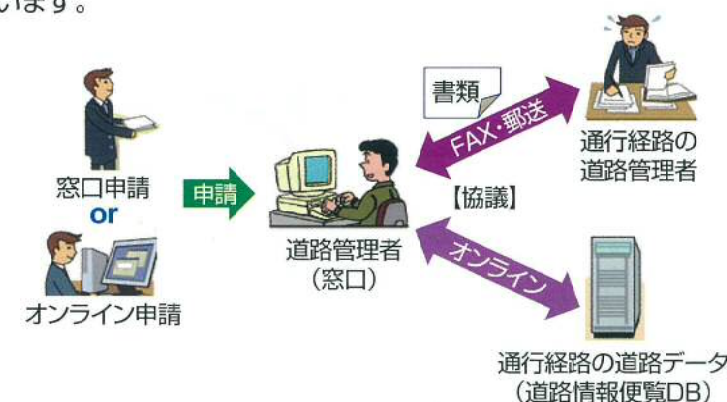 います。
窓口申請
or
オンライン申請
申請
道路管理者
（窓口）
書類
FAX・郵送
【協議】
オンライン
通行経路の
道路管理者
通行経路の道路データ
（道路情報便覧DB）